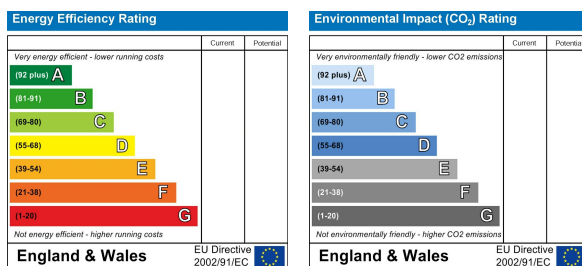 Energy Efficiency Rating
Current Potential
Very energy efficient - lower running costs
(92 plus) A
(81-91) B
(69-80) C
(55-68) D
(39-54) E
(21-38) F
(1-20) G
Not energy efficient - higher running costs
England & Wales
EU Directive
2002/91/EC
Environmental Impact (CO₂) Rating
Current Potential
Very environmentally friendly - lower CO2 emissions
(92 plus) A
(81-91) B
(69-80) C
(55-68) D
(39-54) E
(21-38) F
(1-20) G
Not environmentally friendly - higher CO2 emissions
England & Wales
EU Directive
2002/91/EC